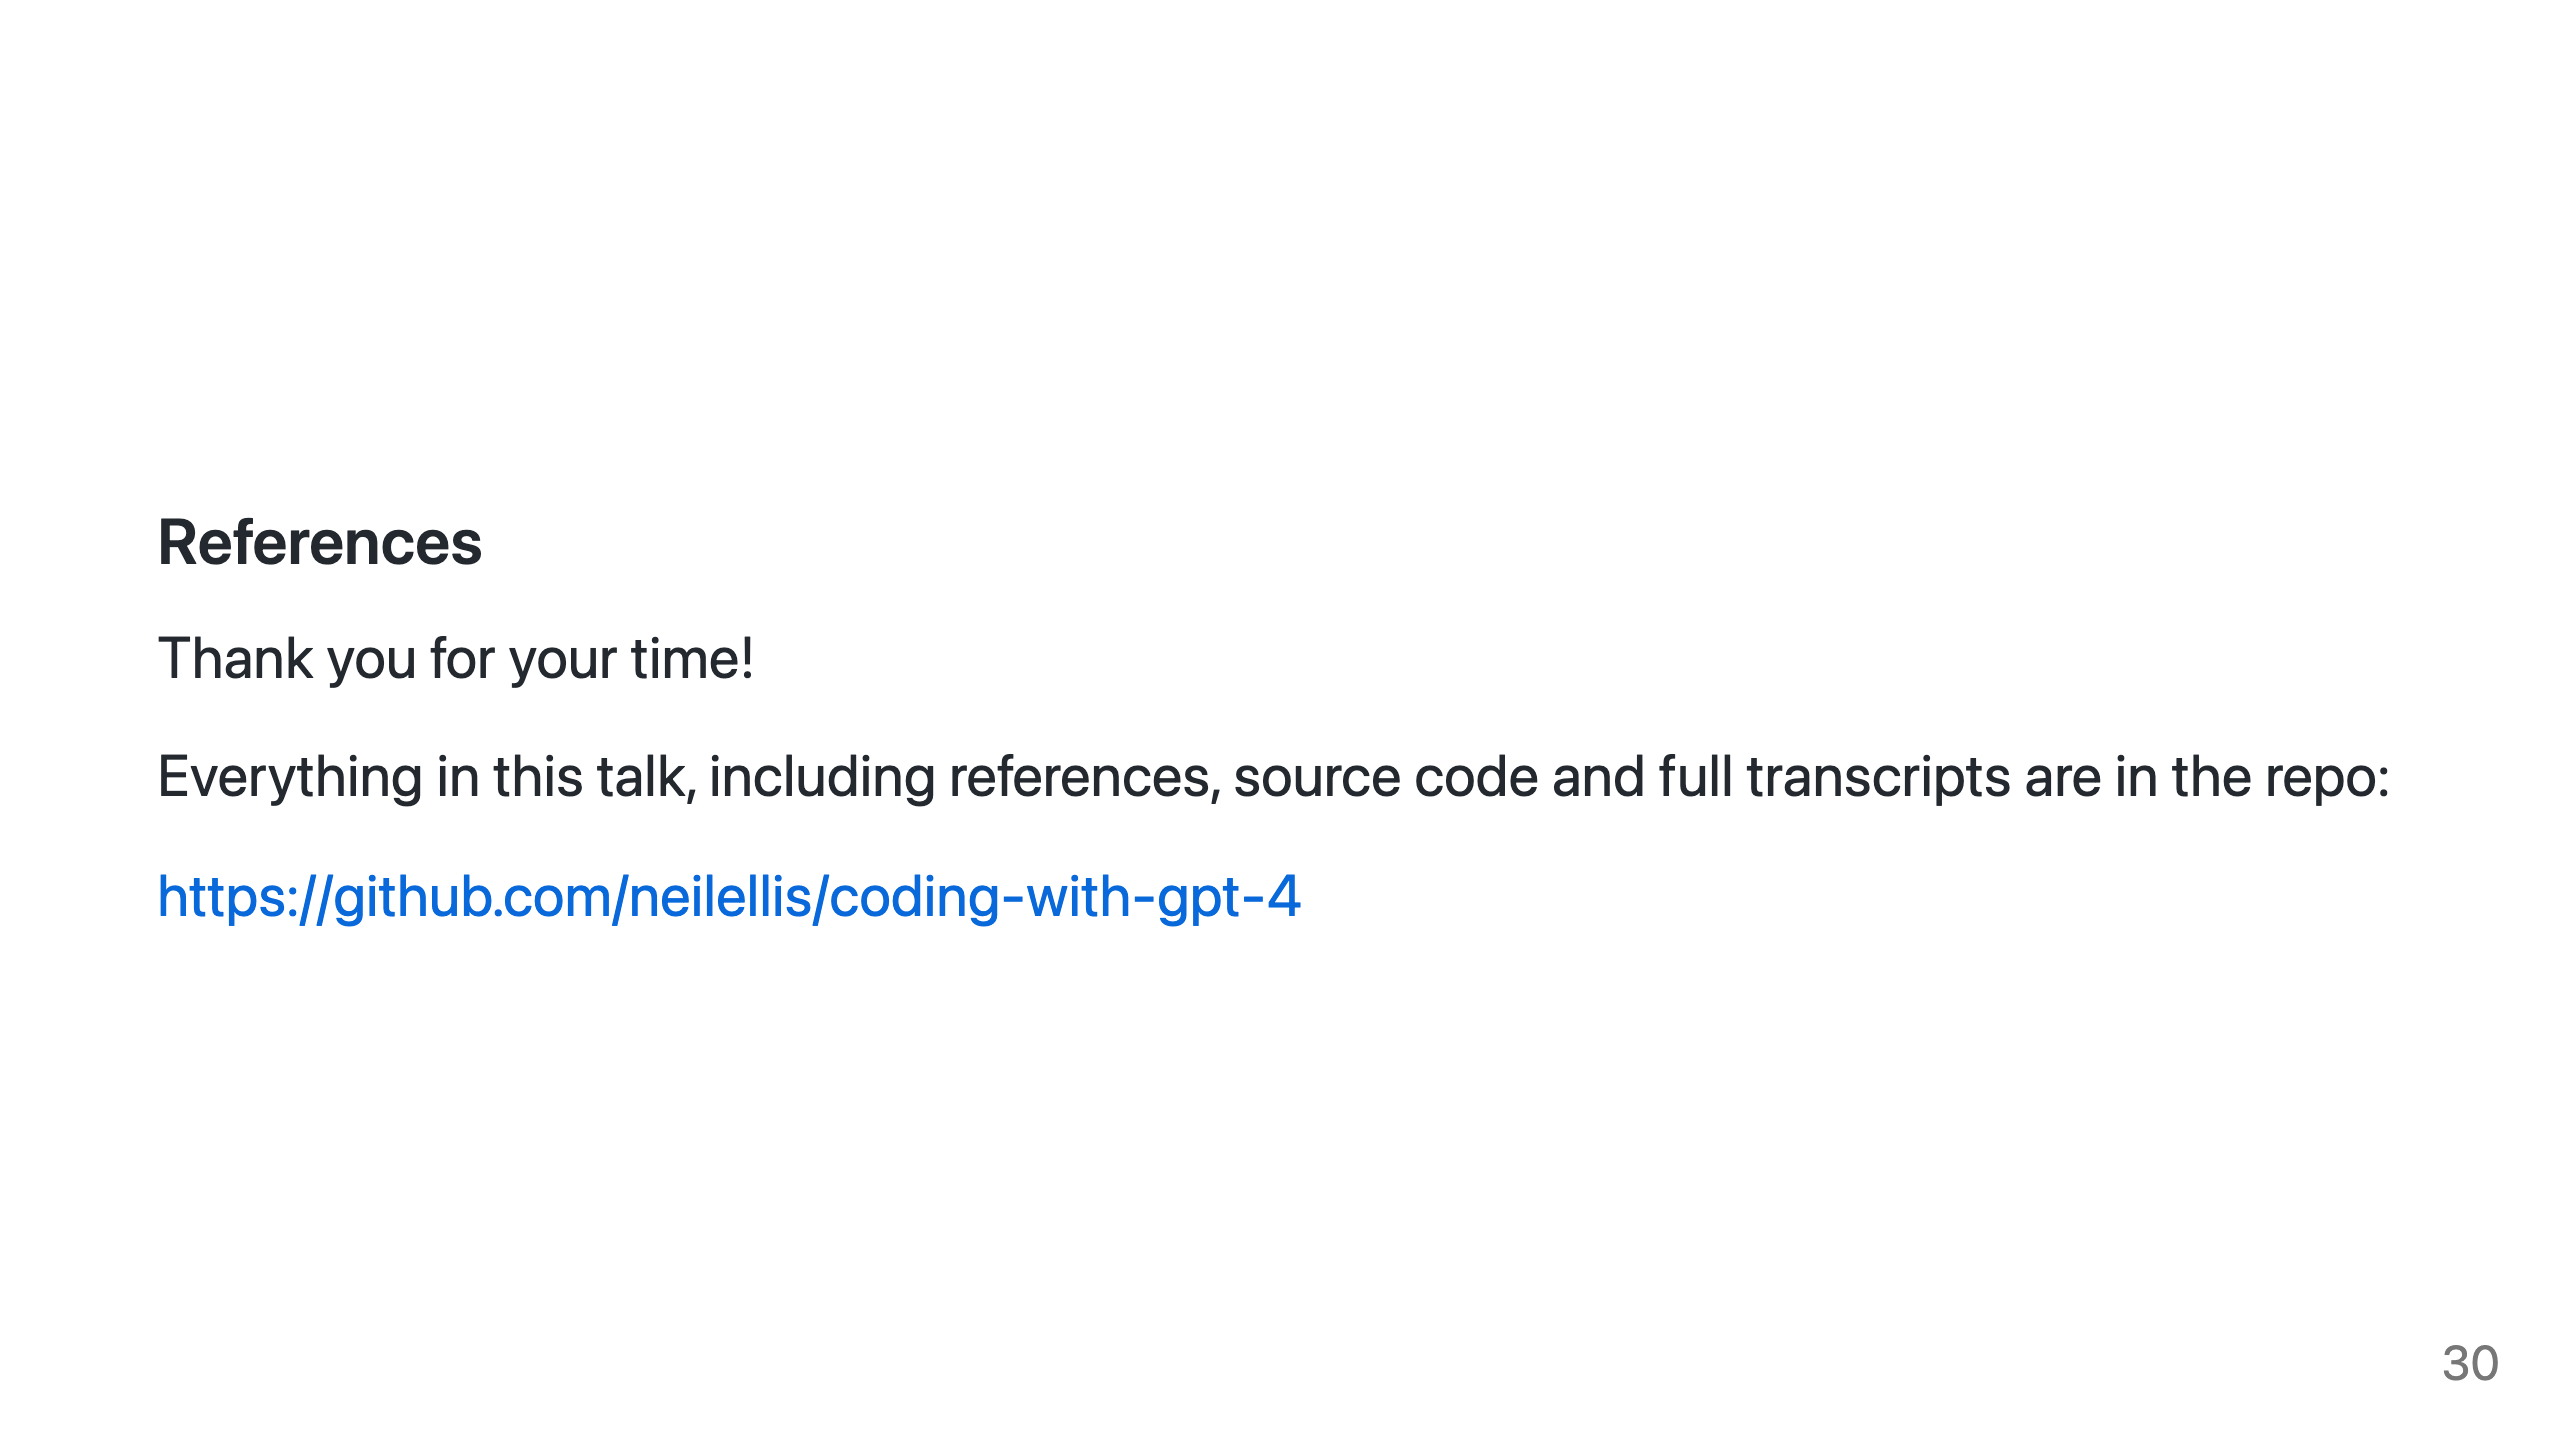 References
Thank you for your time!
Everything in this talk, including references, source code and full transcripts are in the repo:
https://github.com/neilellis/coding-with-gpt-4
30